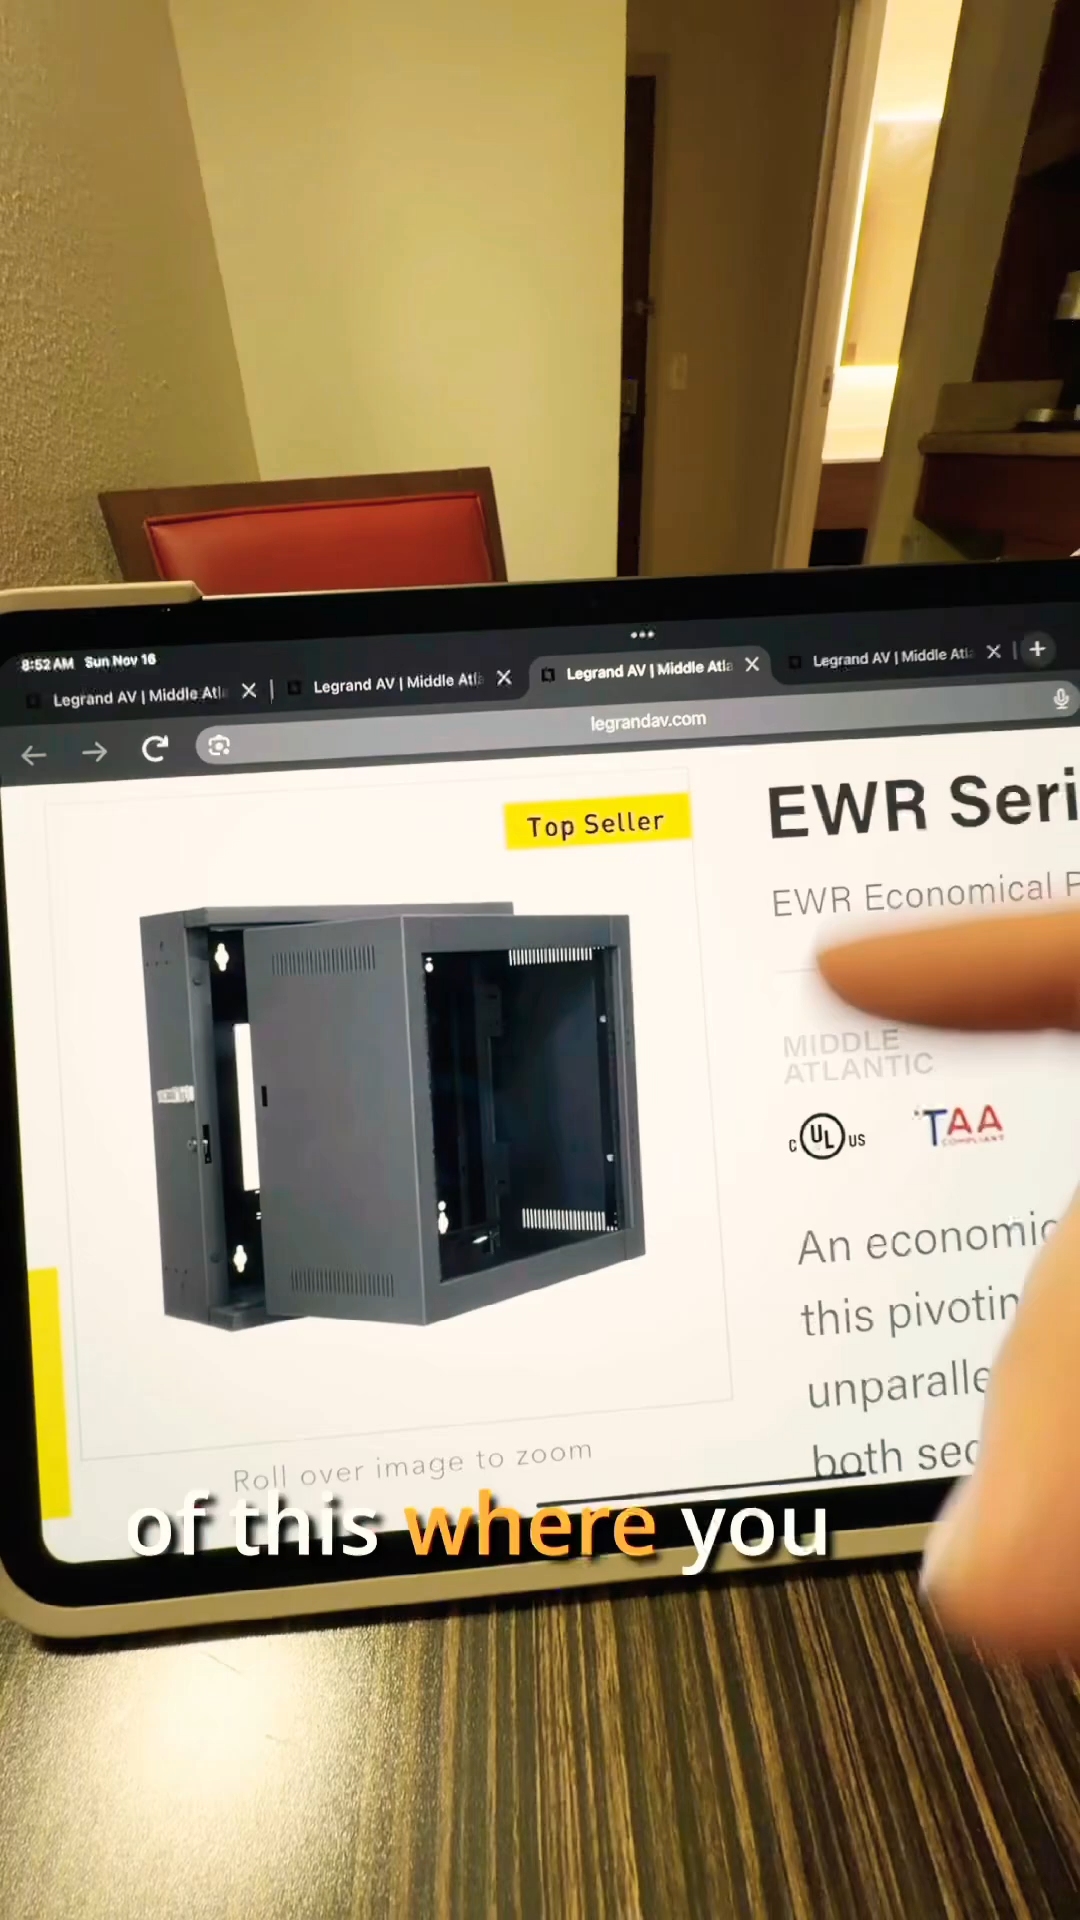 8:52 AM Sun Nov 16
Legrand AV | Middle Atl
Legrand AV | Middle Atl
Legrand AV | Middle Atla
Legrand AV | Middle Atl
legrandav.com
Top Seller
EWR Seri
EWR Economical P
MIDDLE
ATLANTIC
C UL US
TAA
COMPLIANT
An economic
this pivotin
unparalle
both sec
Roll over image to zoom
of this where you